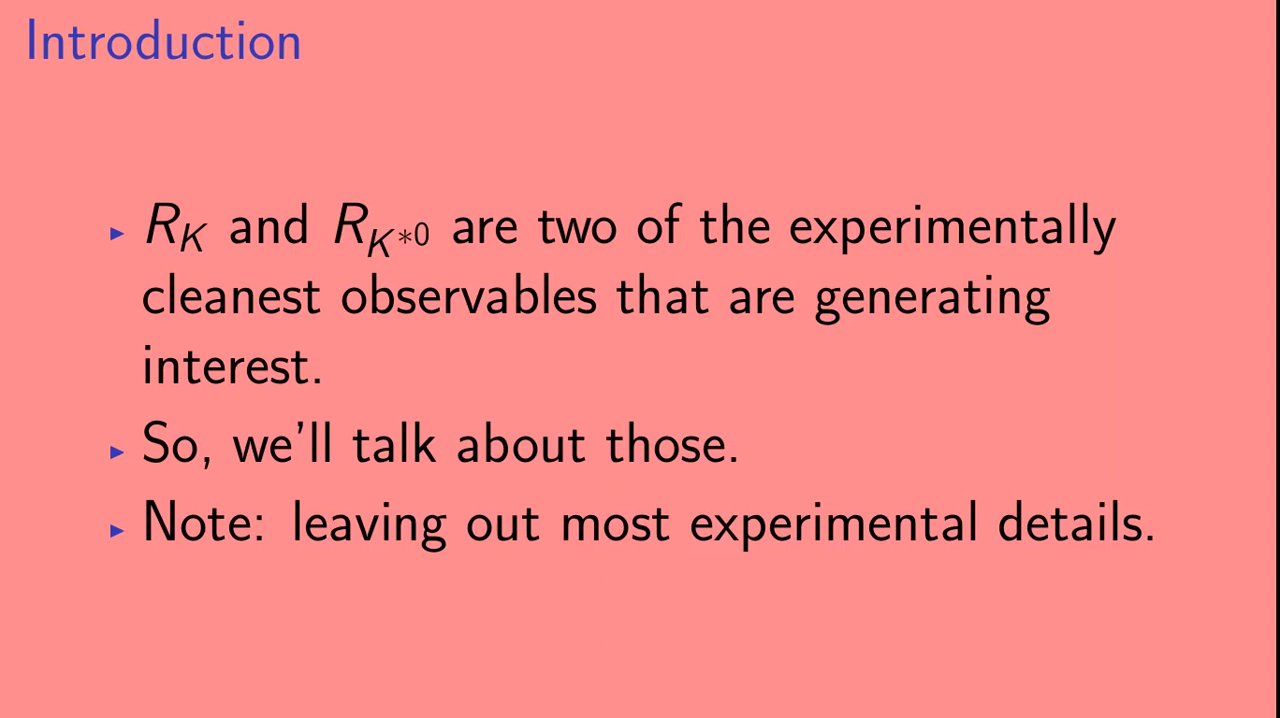 Introduction
▸ R_K and R_{K^{*0}} are two of the experimentally
cleanest observables that are generating
interest.
▸ So, we'll talk about those.
▸ Note: leaving out most experimental details.